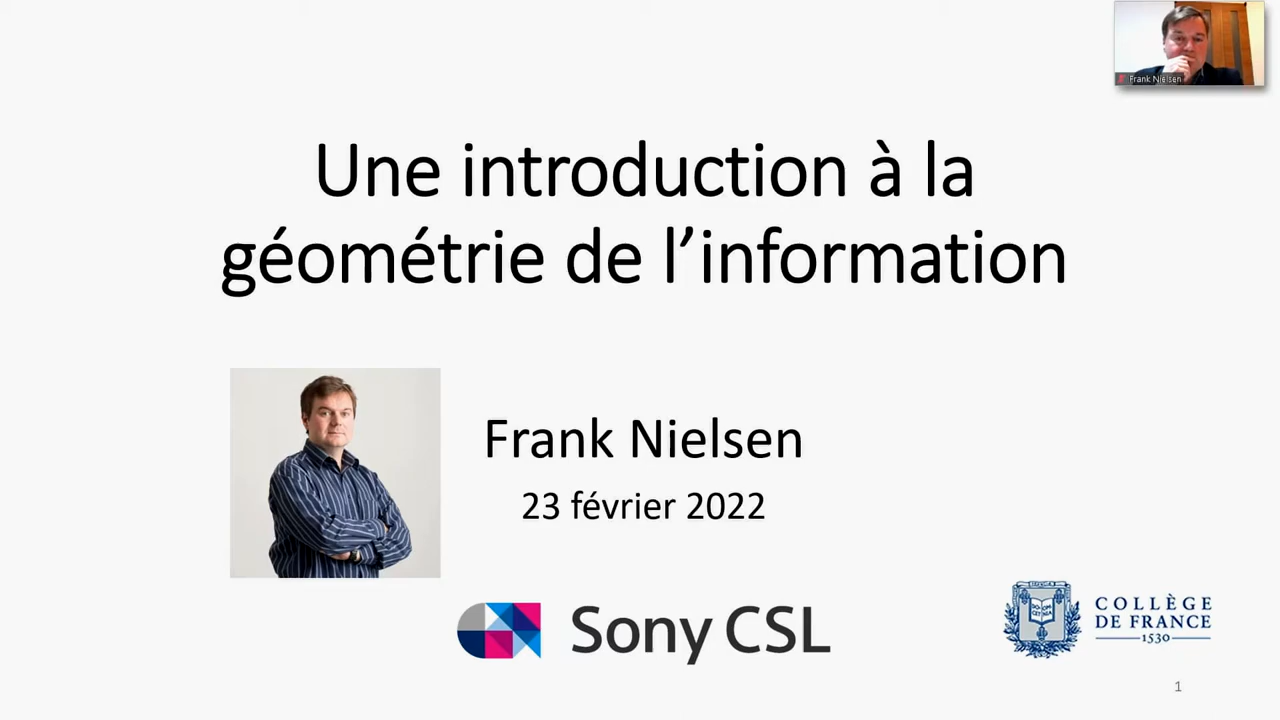 Frank Nielsen
Une introduction à la
géométrie de l’information
Frank Nielsen
23 février 2022
Sony CSL
COLLÈGE
DE FRANCE
1530
1